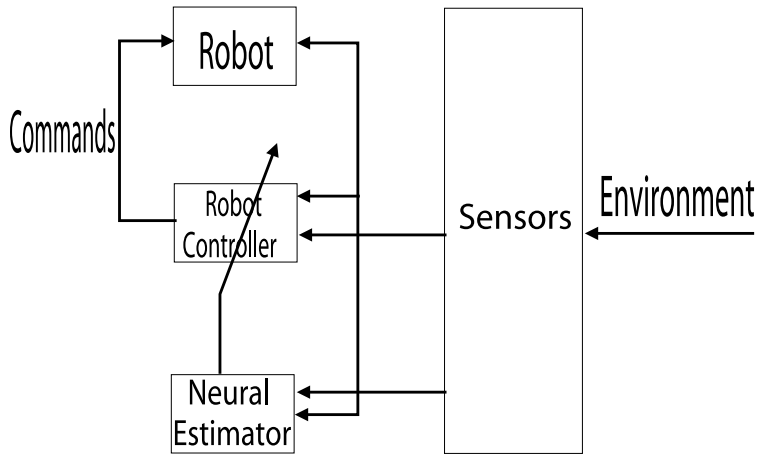 Robot
Commands
Robot
Controller
Sensors
Environment
Neural
Estimator